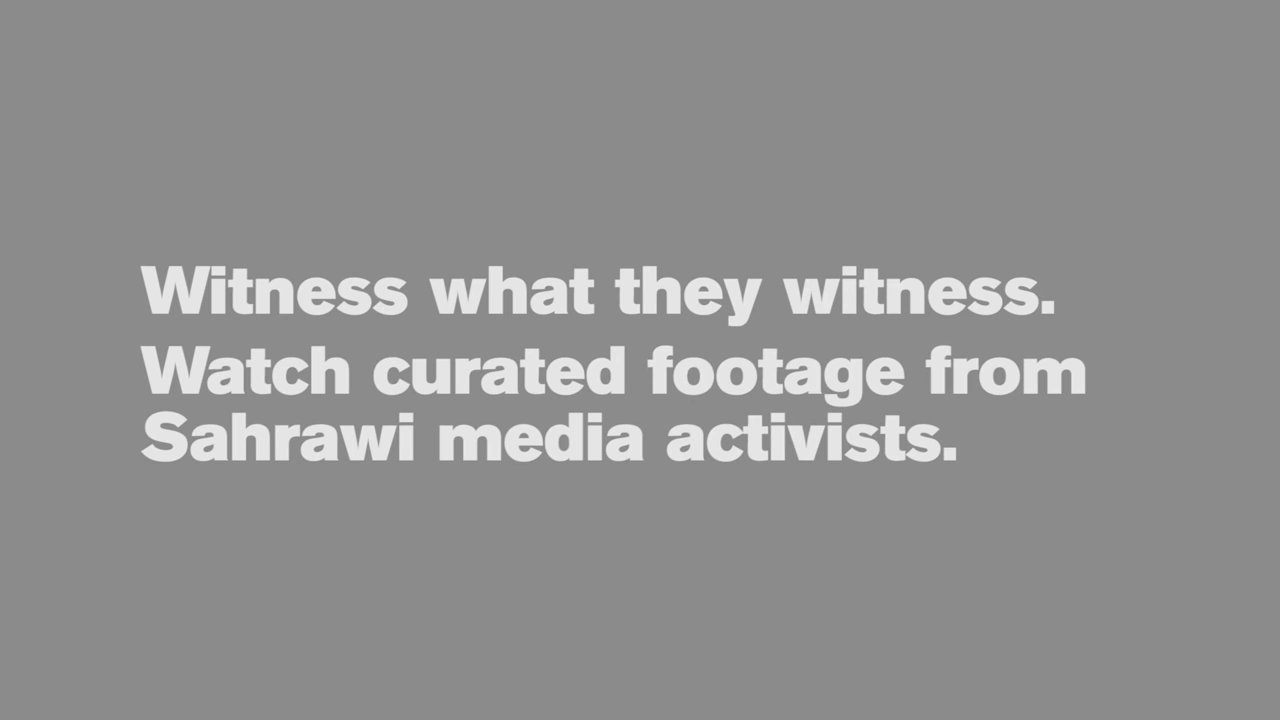 Witness what they witness.
Watch curated footage from
Sahrawi media activists.